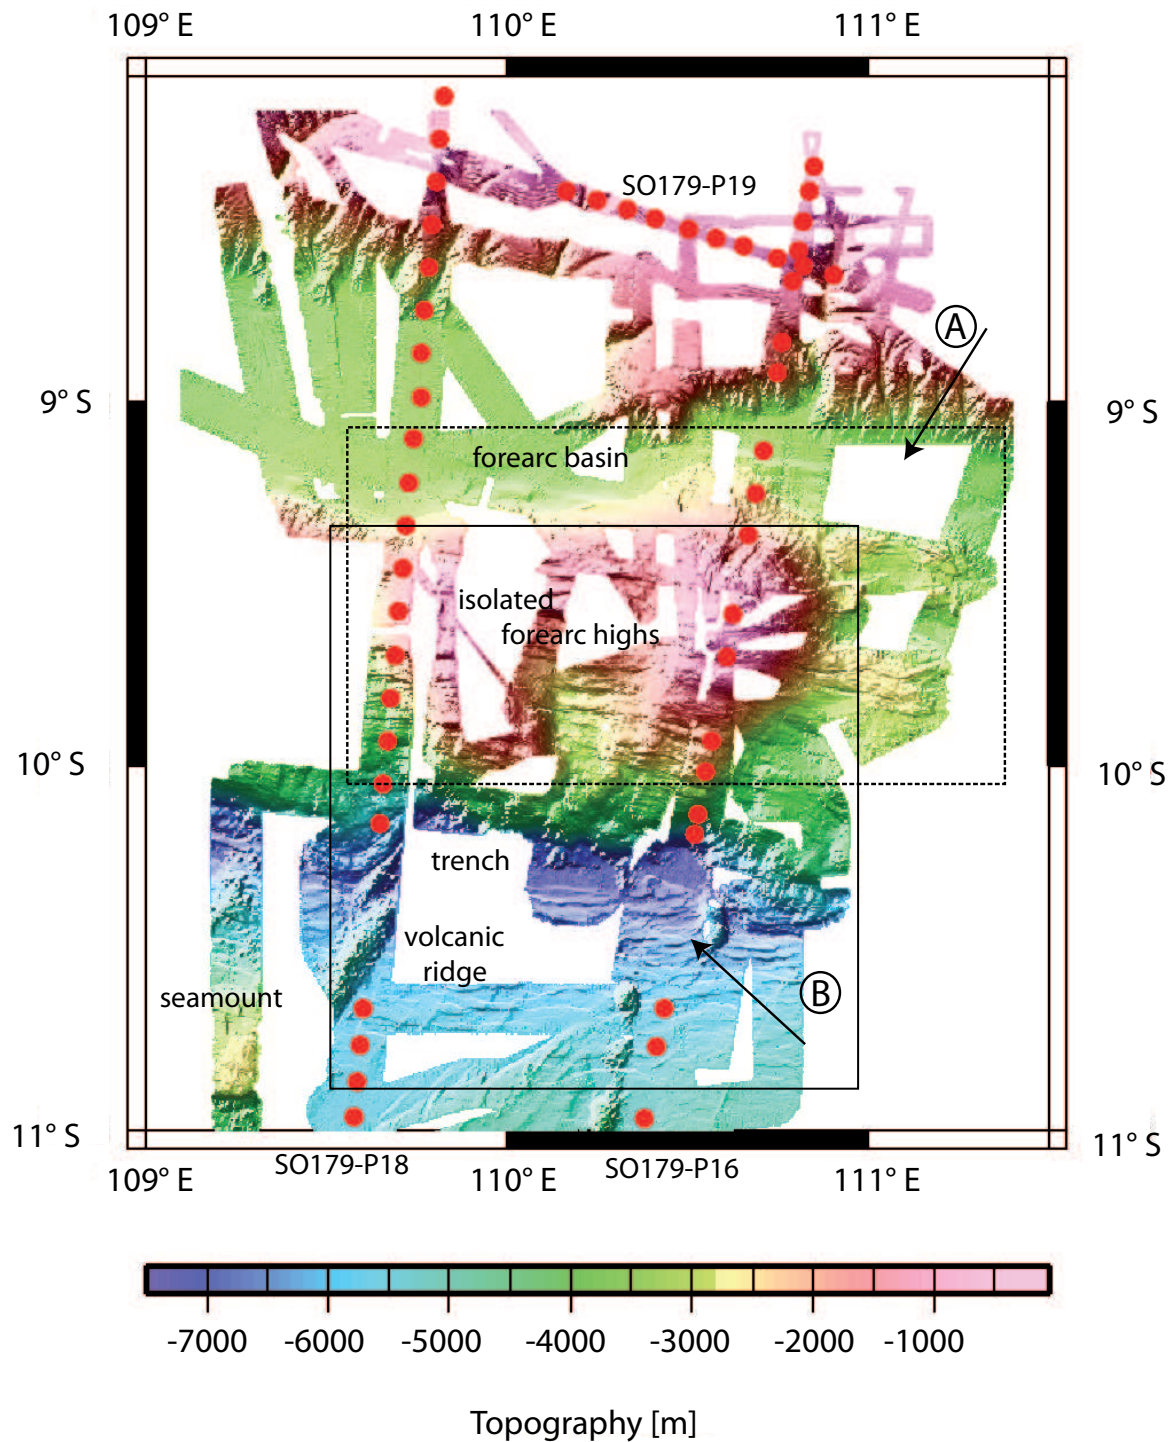 109° E 110° E 111° E
SO179-P19
A
9° S 9° S
forearc basin
isolated
forearc highs
10° S 10° S
trench
volcanic
ridge
seamount
B
11° S 11° S
SO179-P18 SO179-P16
109° E 110° E 111° E
-7000 -6000 -5000 -4000 -3000 -2000 -1000
Topography [m]